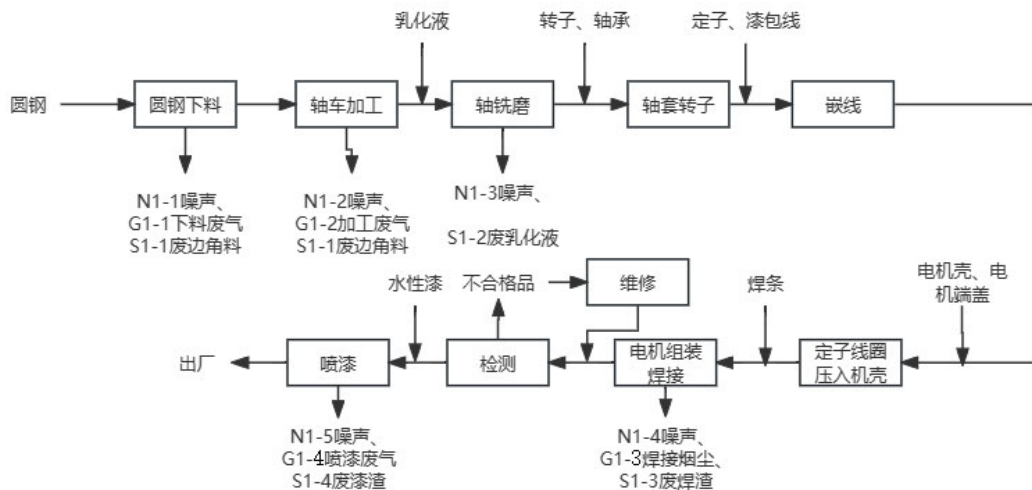 乳化液
转子、轴承
定子、漆包线
圆钢
圆钢下料
轴车加工
轴铣磨
轴套转子
嵌线
N1-1噪声、
G1-1下料废气
S1-1废边角料
N1-2噪声、
G1-2加工废气
S1-1废边角料
N1-3噪声、
S1-2废乳化液
水性漆
不合格品
维修
焊条
电机壳、电
机端盖
出厂
喷漆
检测
电机组装
焊接
定子线圈
压入机壳
N1-5噪声、
G1-4喷漆废气
S1-4废漆渣
N1-4噪声、
G1-3焊接烟尘、
S1-3废焊渣